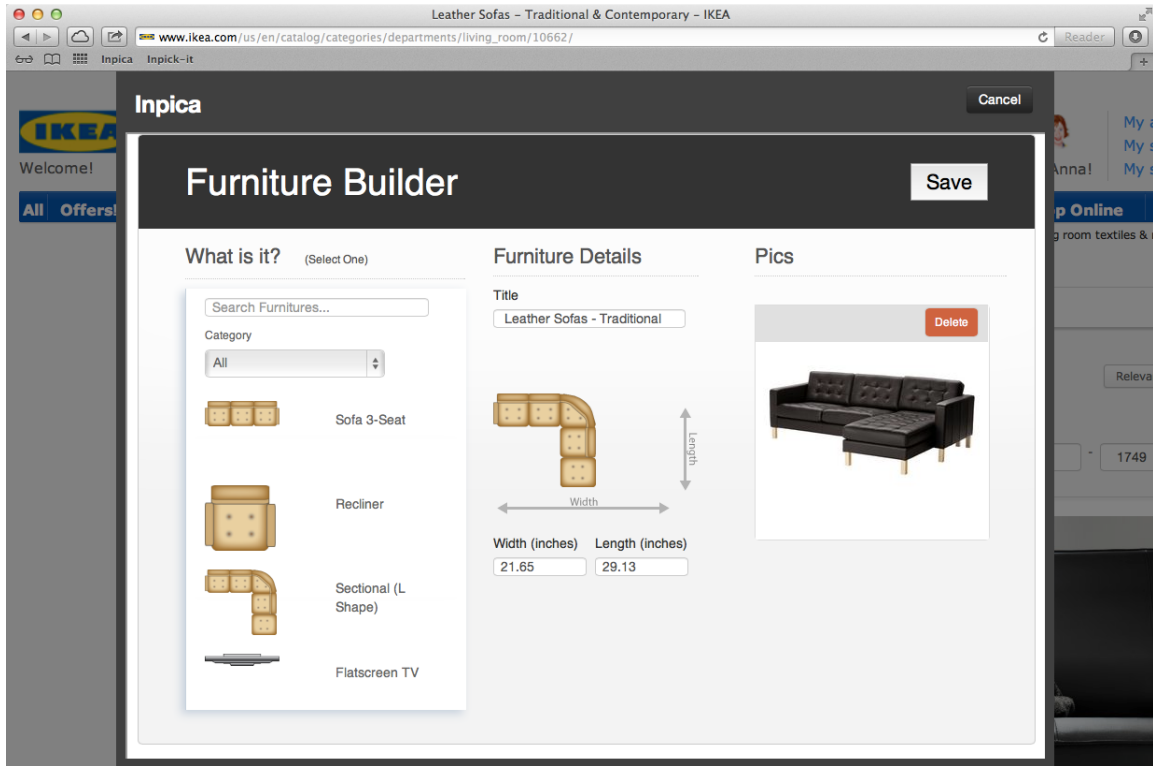 Leather Sofas – Traditional & Contemporary – IKEA
www.ikea.com/us/en/catalog/categories/departments/living_room/10662/
Reader
Inpica Inpick-it
Inpica
Cancel
IKEA
My
Welcome!
My
Anna!
My
Furniture Builder
Save
All Offers!
Online
room textiles &
What is it? (Select One)
Furniture Details
Pics
Search Furnitures...
Title
Leather Sofas - Traditional
Delete
Category
All
Sofa 3-Seat
Length
Recliner
Width
Width (inches) Length (inches)
21.65 29.13
Sectional (L
Shape)
Flatscreen TV
- 1749